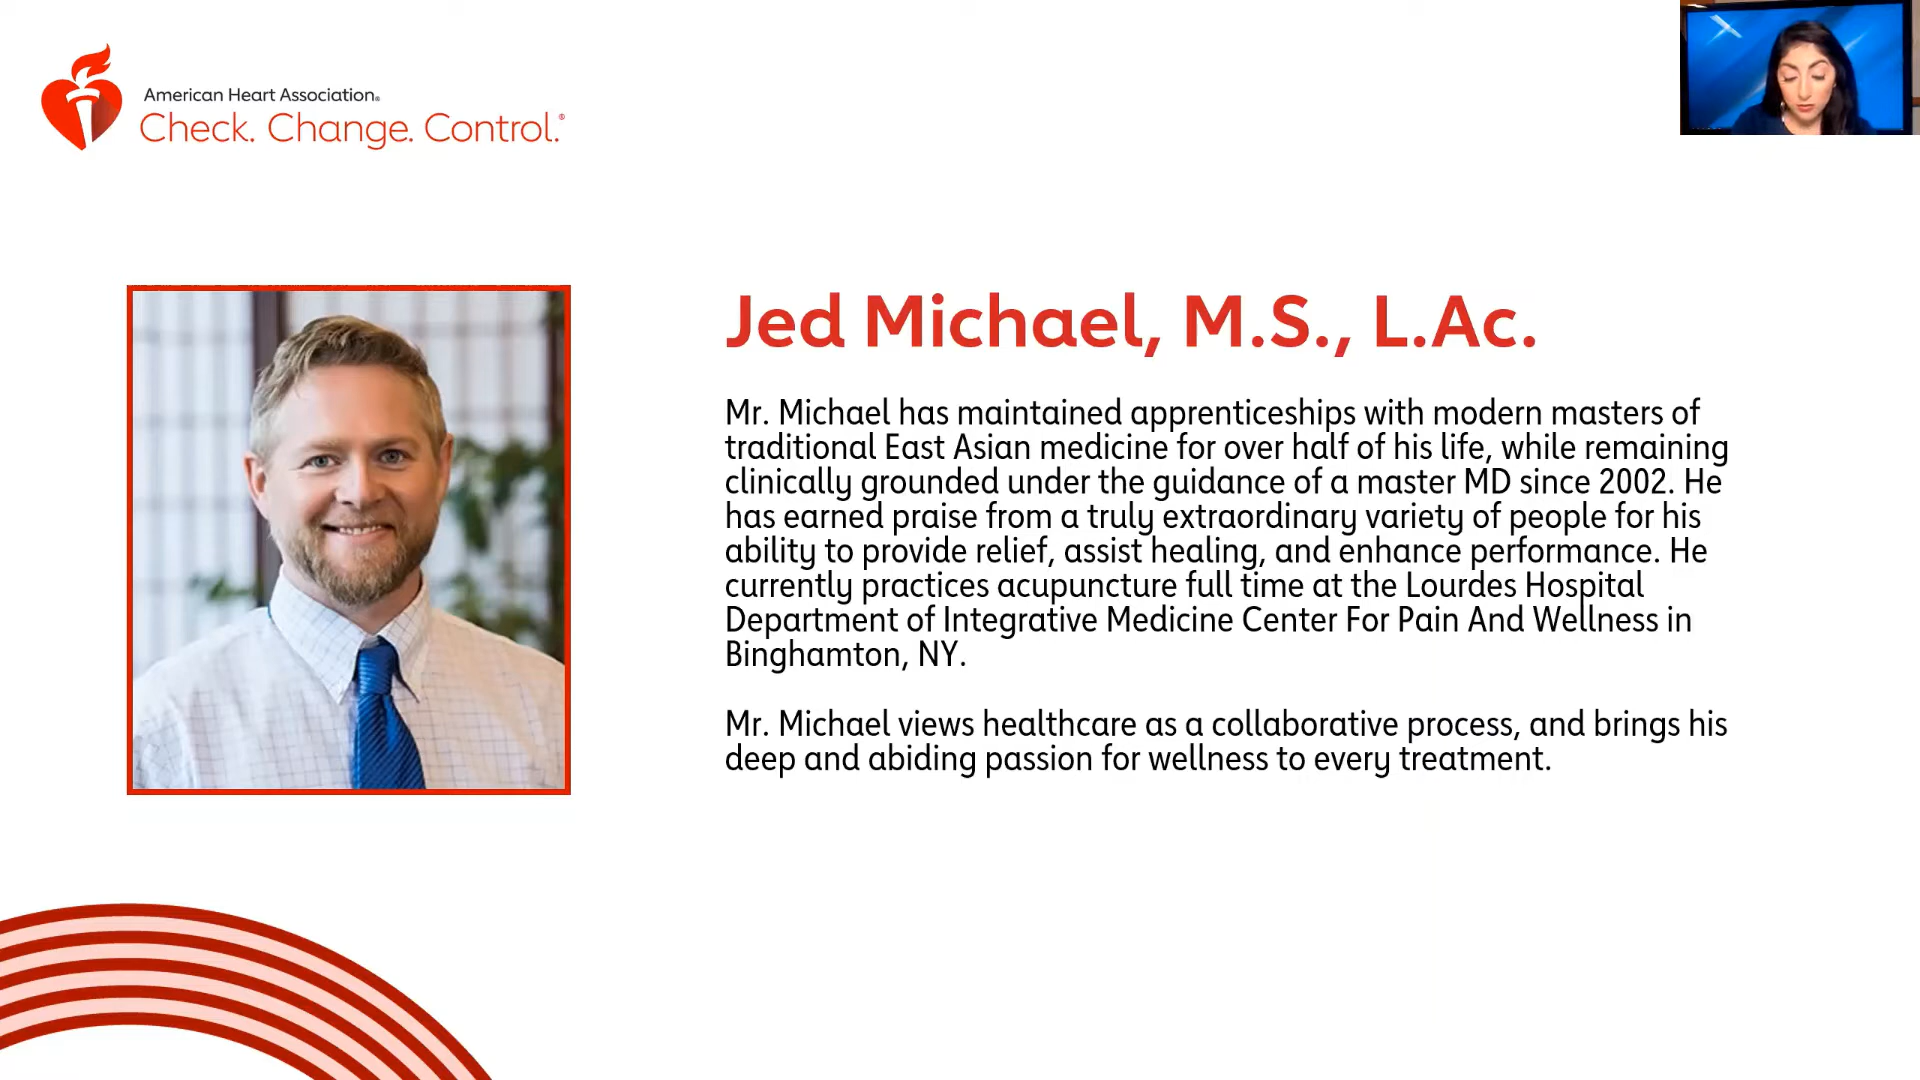 American Heart Association®
Check. Change. Control.®
Jed Michael, M.S., L.Ac.
Mr. Michael has maintained apprenticeships with modern masters of
traditional East Asian medicine for over half of his life, while remaining
clinically grounded under the guidance of a master MD since 2002. He
has earned praise from a truly extraordinary variety of people for his
ability to provide relief, assist healing, and enhance performance. He
currently practices acupuncture full time at the Lourdes Hospital
Department of Integrative Medicine Center For Pain And Wellness in
Binghamton, NY.
Mr. Michael views healthcare as a collaborative process, and brings his
deep and abiding passion for wellness to every treatment.